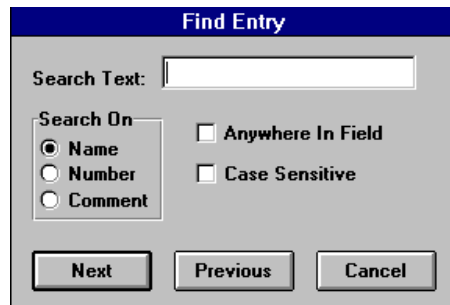 Find Entry
Search Text:
Search On
Name
Number
Comment
Anywhere In Field
Case Sensitive
Next Previous Cancel